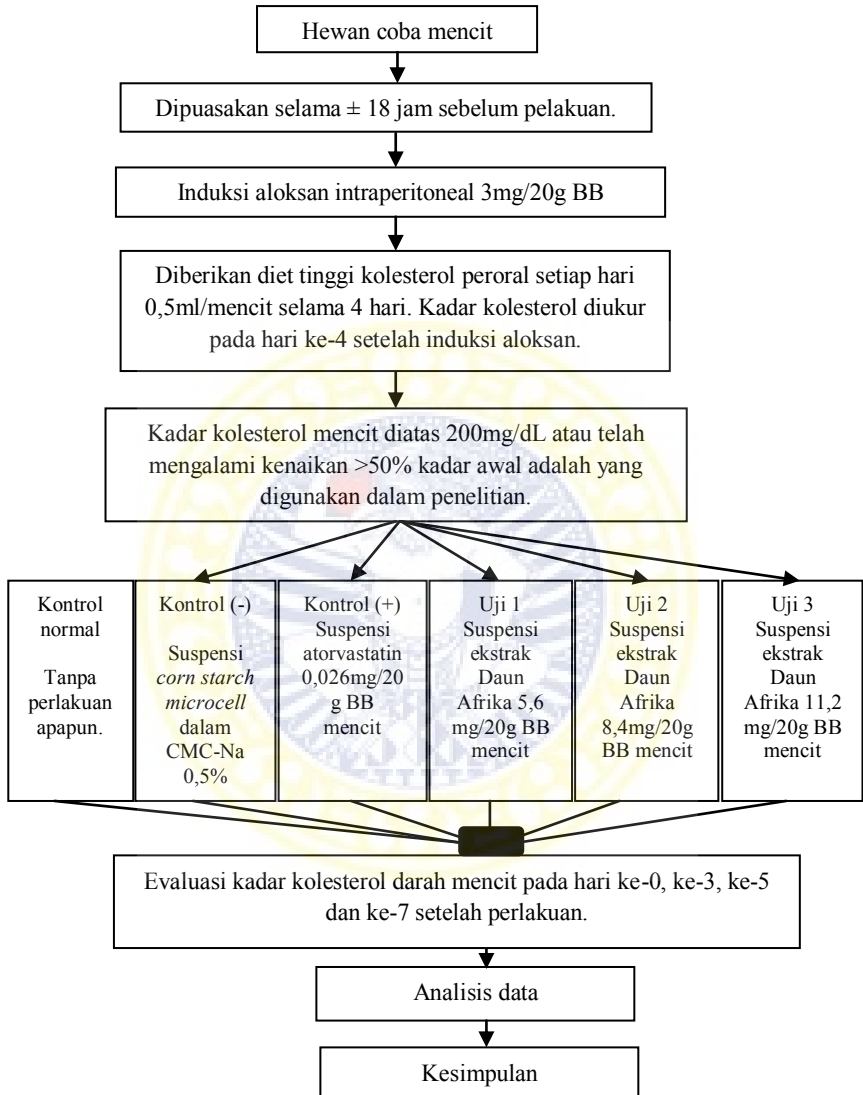 Hewan coba mencit
Dipuasakan selama ± 18 jam sebelum pelakuan.
Induksi aloksan intraperitoneal 3mg/20g BB
Diberikan diet tinggi kolesterol peroral setiap hari
0,5ml/mencit selama 4 hari. Kadar kolesterol diukur
pada hari ke-4 setelah induksi aloksan.
Kadar kolesterol mencit diatas 200mg/dL atau telah
mengalami kenaikan >50% kadar awal adalah yang
digunakan dalam penelitian.
Kontrol
normal
Tanpa
perlakuan
apapun.
Kontrol (-)
Suspensi
corn starch
microcell
dalam
CMC-Na
0,5%
Kontrol (+)
Suspensi
atorvastatin
0,026mg/20
g BB
mencit
Uji 1
Suspensi
ekstrak
Daun
Afrika 5,6
mg/20g BB
mencit
Uji 2
Suspensi
ekstrak
Daun
Afrika
8,4mg/20g
BB mencit
Uji 3
Suspensi
ekstrak
Daun
Afrika 11,2
mg/20g BB
mencit
Evaluasi kadar kolesterol darah mencit pada hari ke-0, ke-3, ke-5
dan ke-7 setelah perlakuan.
Analisis data
Kesimpulan